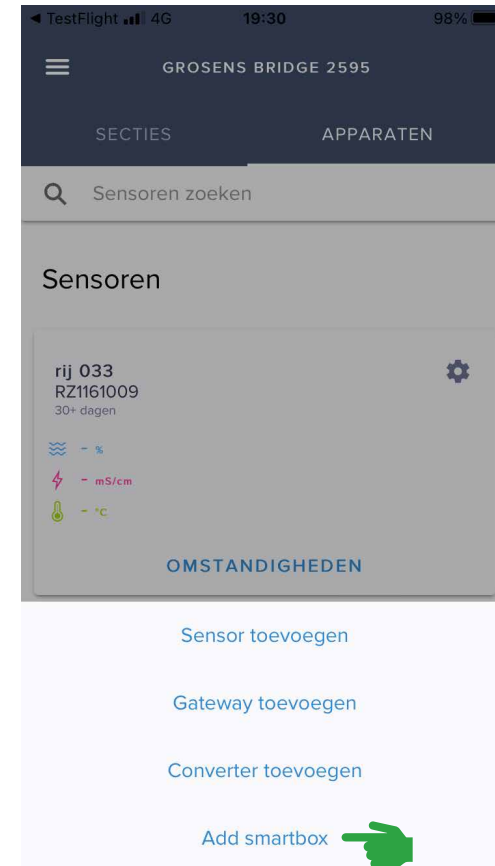 ◀ TestFlight 4G 19:30 98%
GROSENS BRIDGE 2595
SECTIES APPARATEN
Sensoren zoeken
Sensoren
rij 033
RZ1161009
30+ dagen
- %
- mS/cm
- °C
OMSTANDIGHEDEN
Sensor toevoegen
Gateway toevoegen
Converter toevoegen
Add smartbox